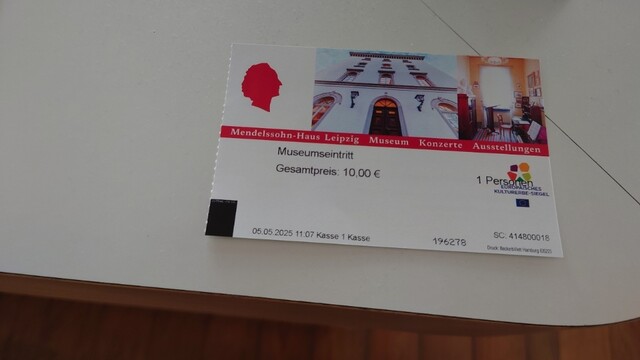 Mendelssohn-Haus Leipzig Museum Konzerte Ausstellungen
Museumseintritt
Gesamtpreis: 10,00 €
1 Personen
EUROPÄISCHES
KULTURERBE-SIEGEL
05.05.2025 11:07 Kasse 1 Kasse
196278
SC: 414800018